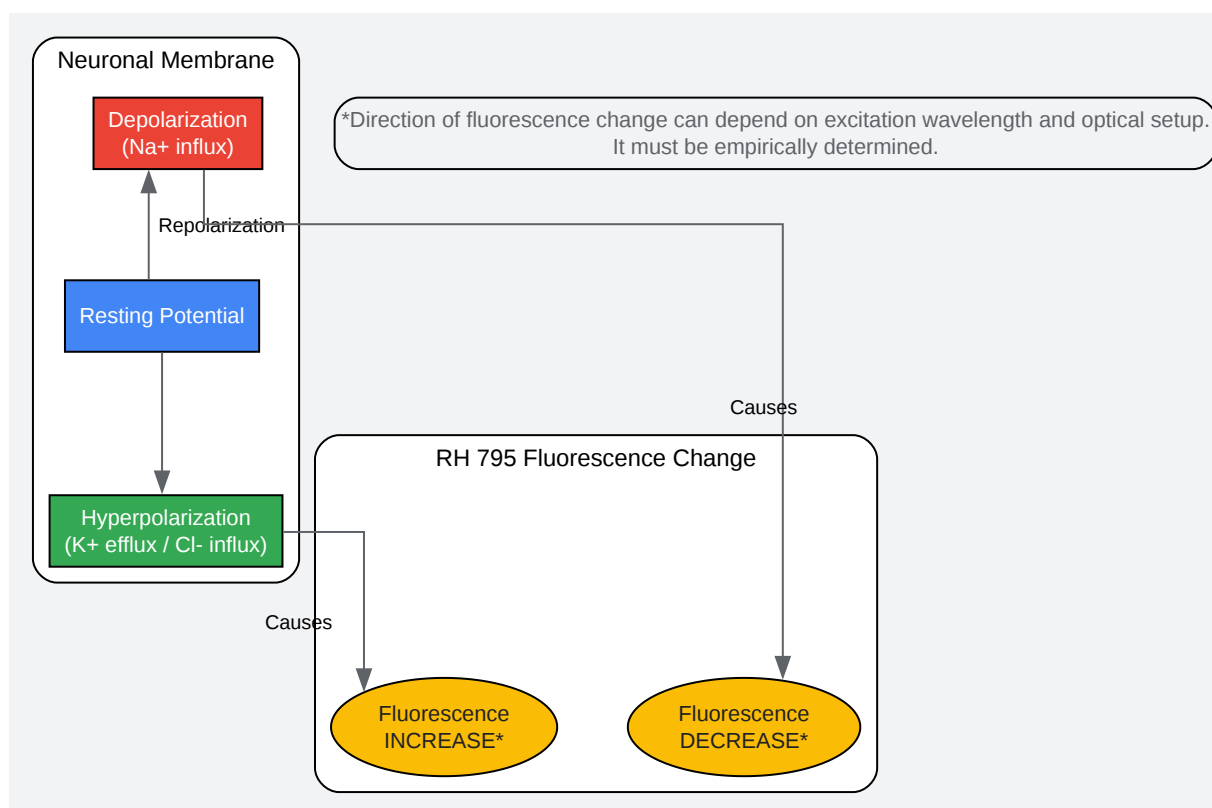 Neuronal Membrane
Depolarization
(Na+ influx)
*Direction of fluorescence change can depend on excitation wavelength and optical setup.
It must be empirically determined.
Repolarization
Resting Potential
Causes
RH 795 Fluorescence Change
Hyperpolarization
(K+ efflux / Cl- influx)
Causes
Fluorescence
INCREASE*
Fluorescence
DECREASE*